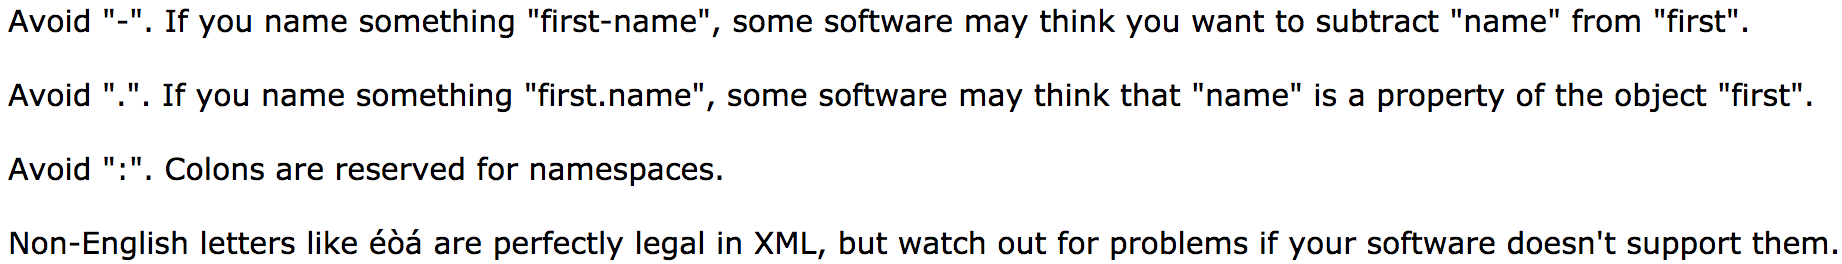 Avoid "-". If you name something "first-name", some software may think you want to subtract "name" from "first".
Avoid ".". If you name something "first.name", some software may think that "name" is a property of the object "first".
Avoid ":". Colons are reserved for namespaces.
Non-English letters like éòá are perfectly legal in XML, but watch out for problems if your software doesn't support them.